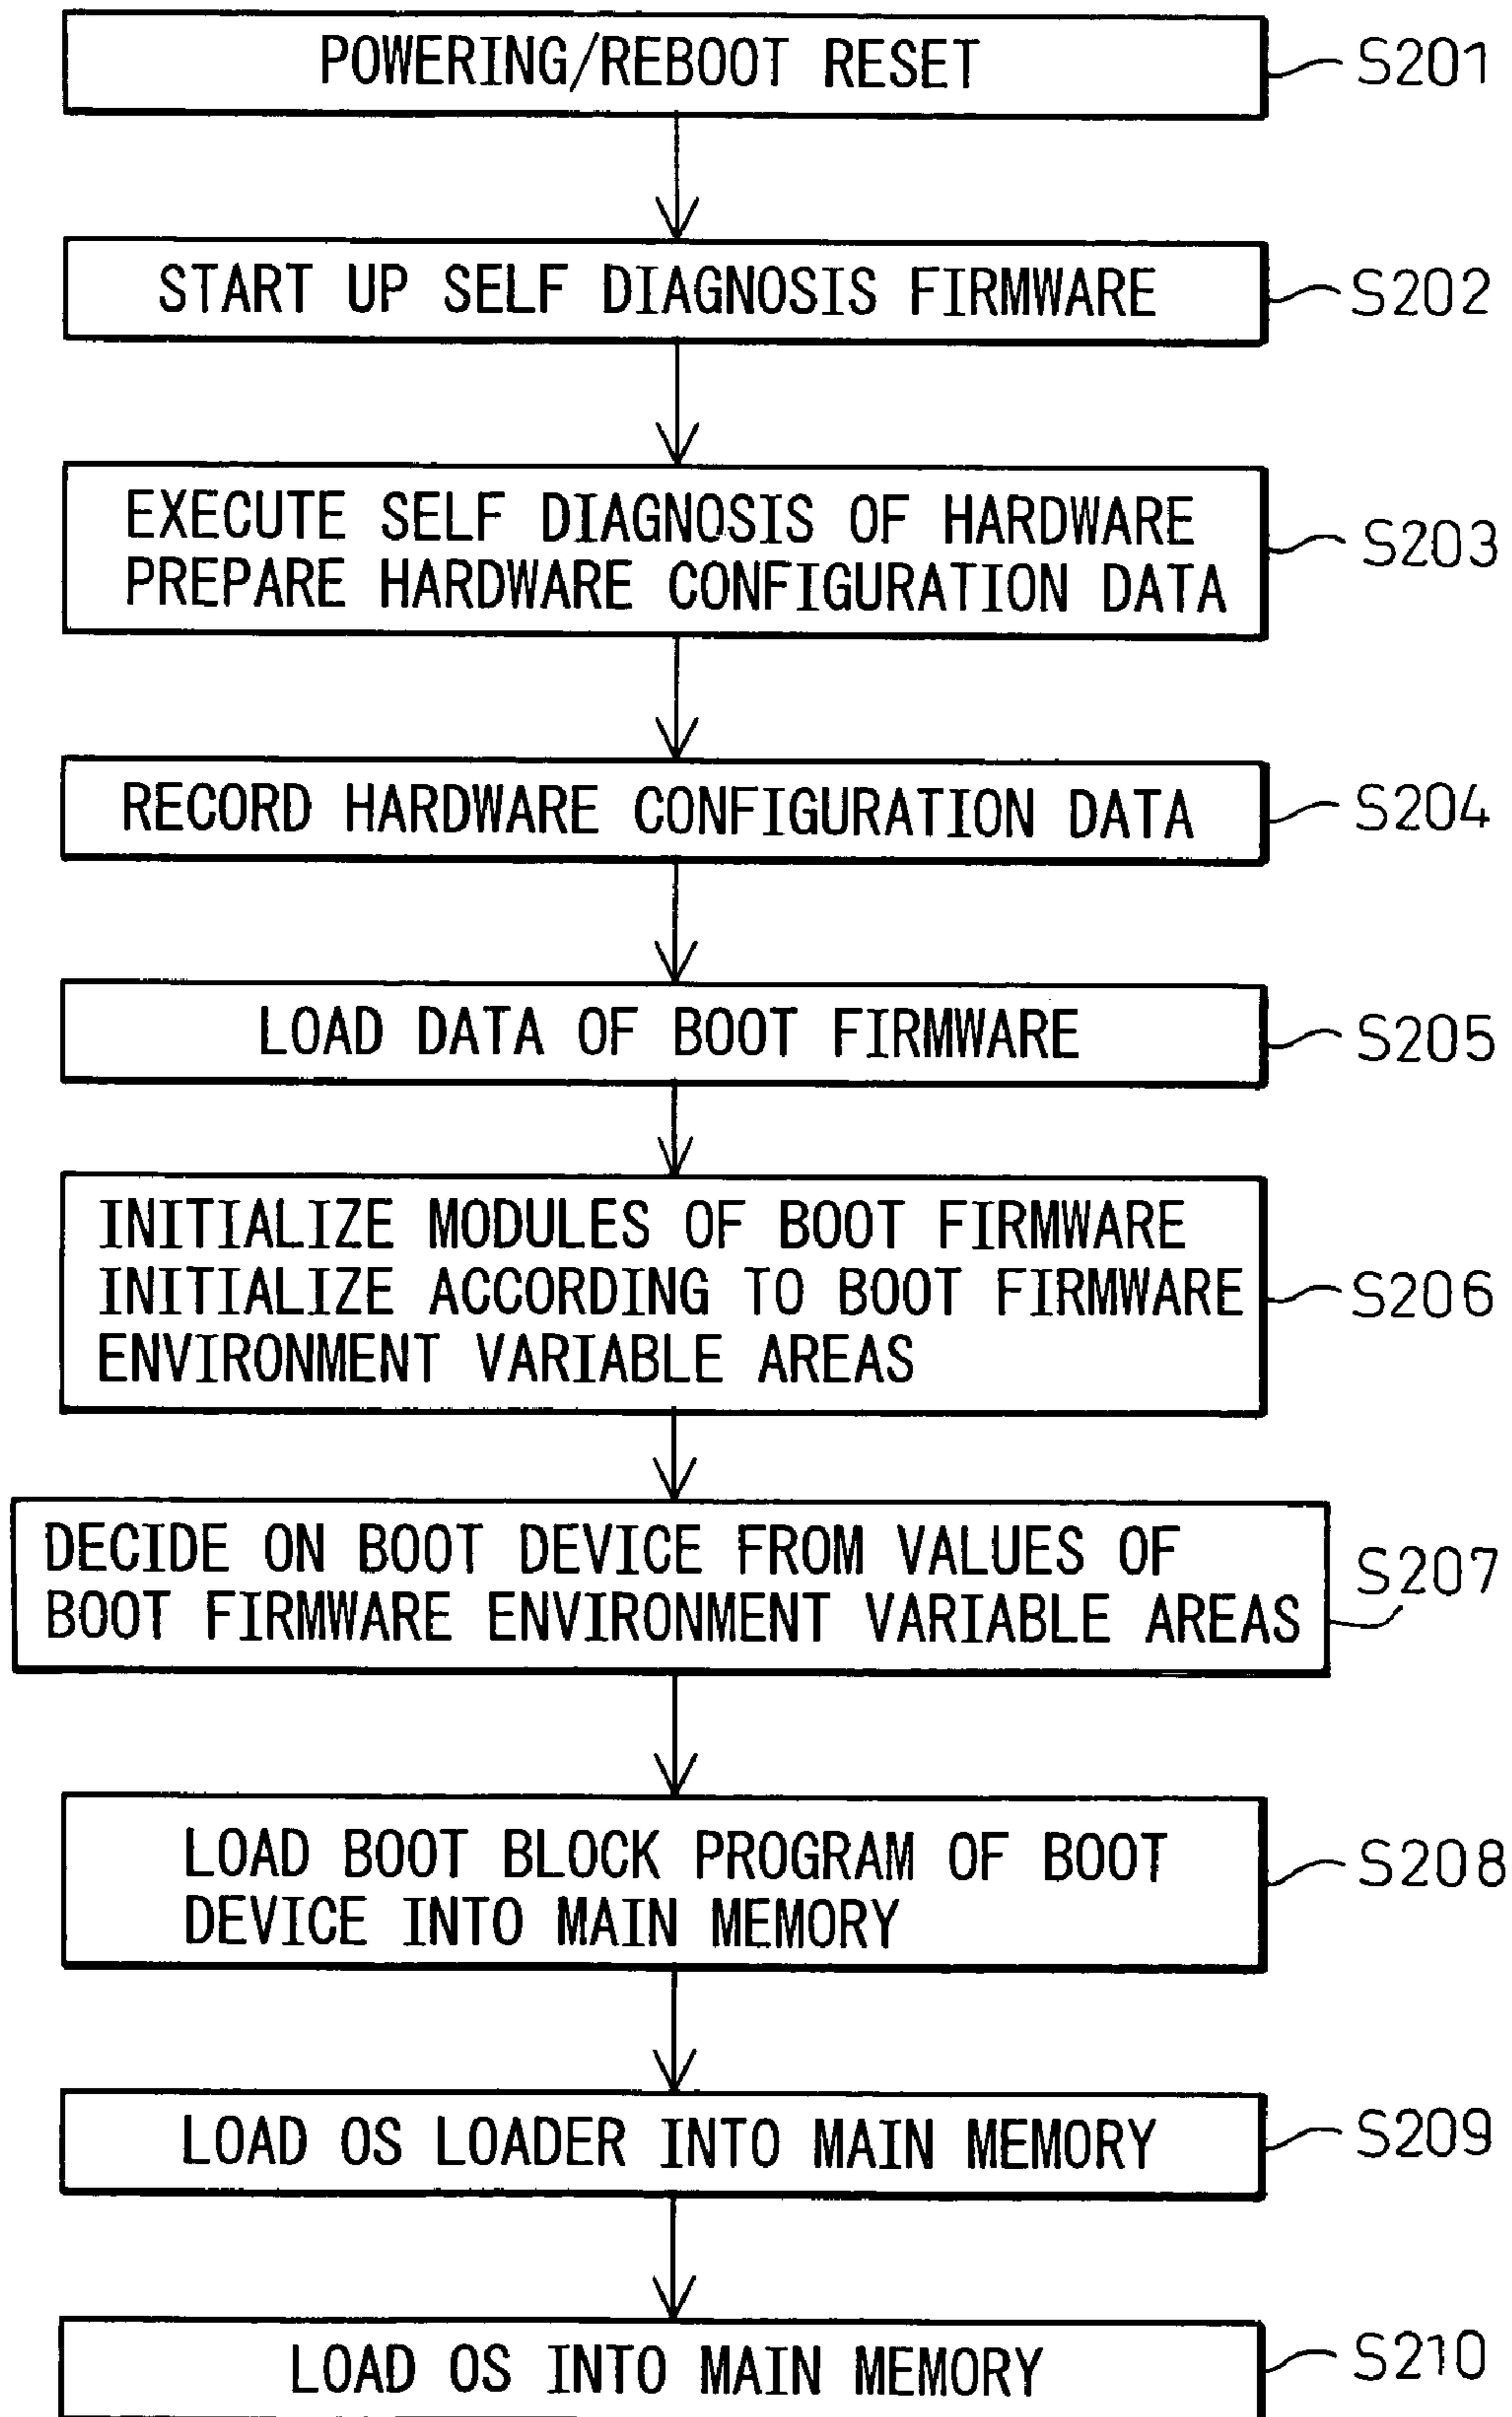 POWERING/REBOOT RESET
S201
START UP SELF DIAGNOSIS FIRMWARE
S202
EXECUTE SELF DIAGNOSIS OF HARDWARE
PREPARE HARDWARE CONFIGURATION DATA
S203
RECORD HARDWARE CONFIGURATION DATA
S204
LOAD DATA OF BOOT FIRMWARE
S205
INITIALIZE MODULES OF BOOT FIRMWARE
INITIALIZE ACCORDING TO BOOT FIRMWARE
ENVIRONMENT VARIABLE AREAS
S206
DECIDE ON BOOT DEVICE FROM VALUES OF
BOOT FIRMWARE ENVIRONMENT VARIABLE AREAS
S207
LOAD BOOT BLOCK PROGRAM OF BOOT
DEVICE INTO MAIN MEMORY
S208
LOAD OS LOADER INTO MAIN MEMORY
S209
LOAD OS INTO MAIN MEMORY
S210